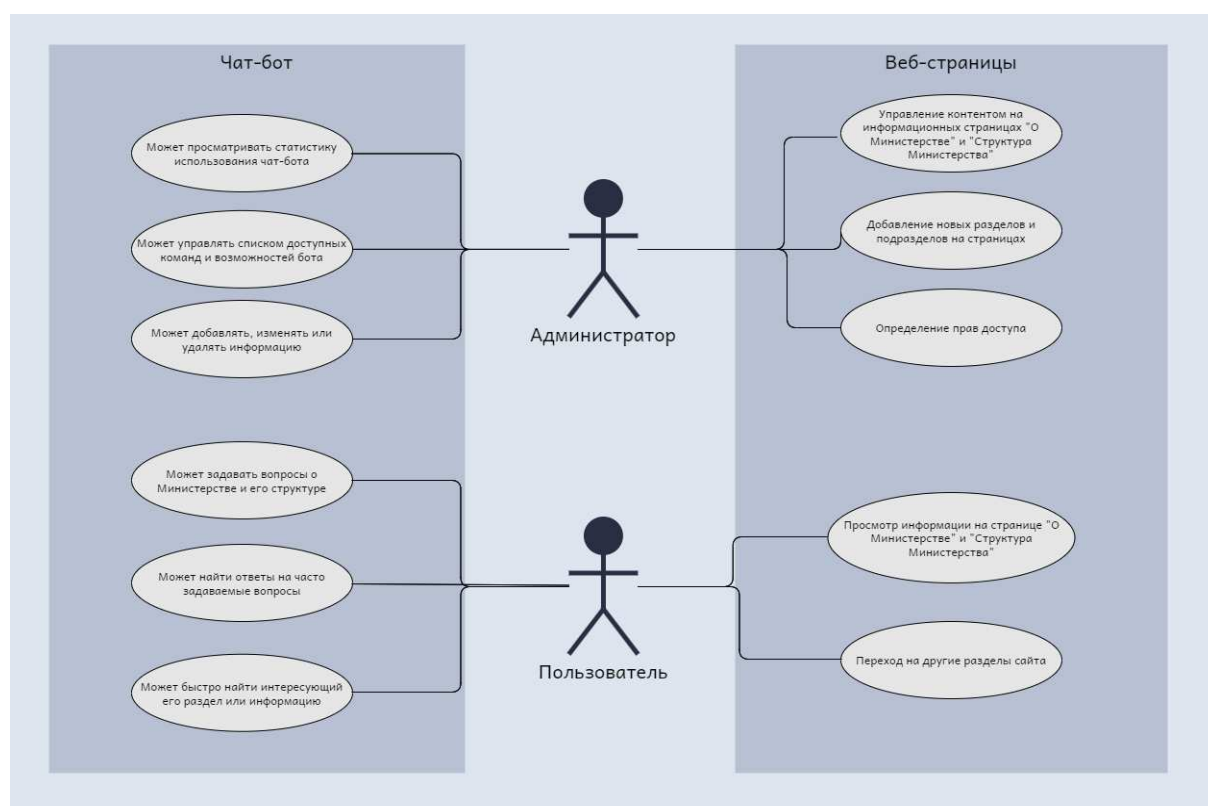 Чат-бот
Может просматривать статистику
использования чат-бота
Может управлять списком доступных
команд и возможностей бота
Может добавлять, изменять или
удалять информацию
Может задавать вопросы о
Министерстве и его структуре
Может найти ответы на часто
задаваемые вопросы
Может быстро найти интересующий
его раздел или информацию
Администратор
Пользователь
Веб-страницы
Управление контентом на
информационных страницах "О
Министерстве" и "Структура
Министерства"
Добавление новых разделов и
подразделов на страницах
Определение прав доступа
Просмотр информации на странице "О
Министерстве" и "Структура
Министерства"
Переход на другие разделы сайта